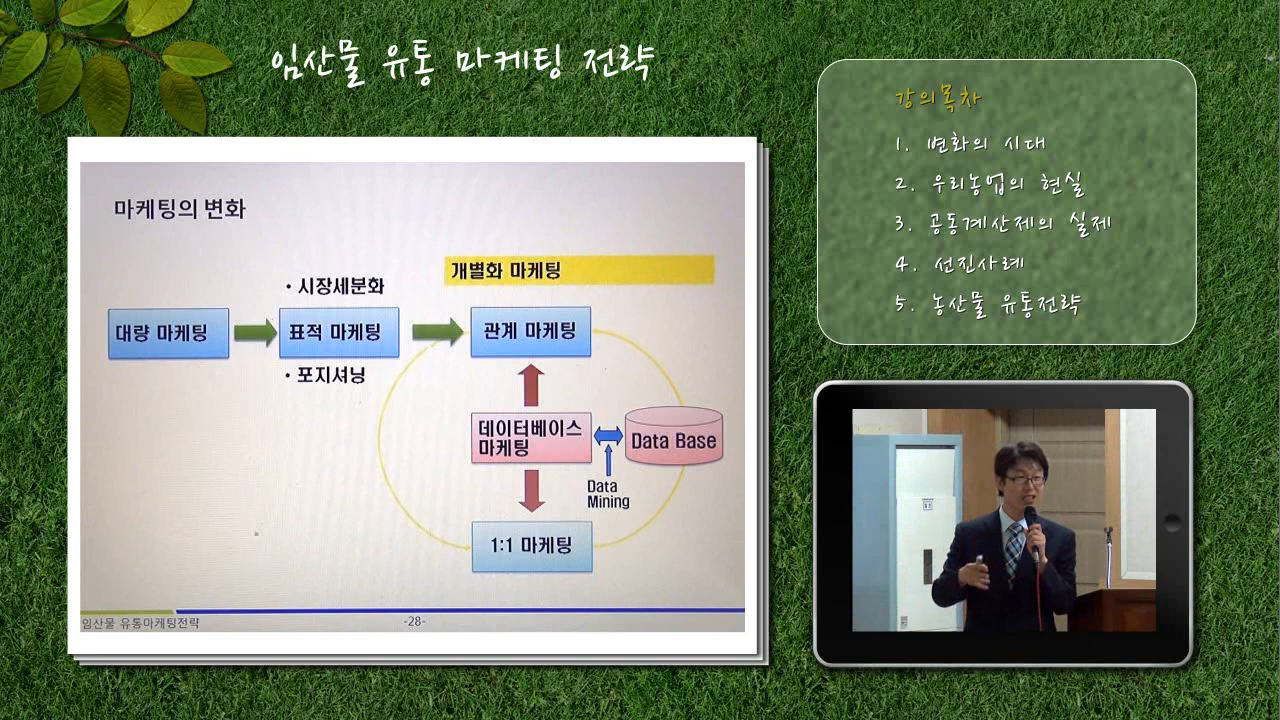 임산물 유통 마케팅 전략
강의목차
1. 변화의 시대
2. 우리농업의 현실
3. 공동계산제의 실제
4. 선진사례
5. 농산물 유통전략
마케팅의 변화
개별화 마케팅
• 시장세분화
대량 마케팅
표적 마케팅
관계 마케팅
• 포지셔닝
데이터베이스
마케팅
Data Base
Data
Mining
1:1 마케팅
임산물 유통마케팅전략
-28-